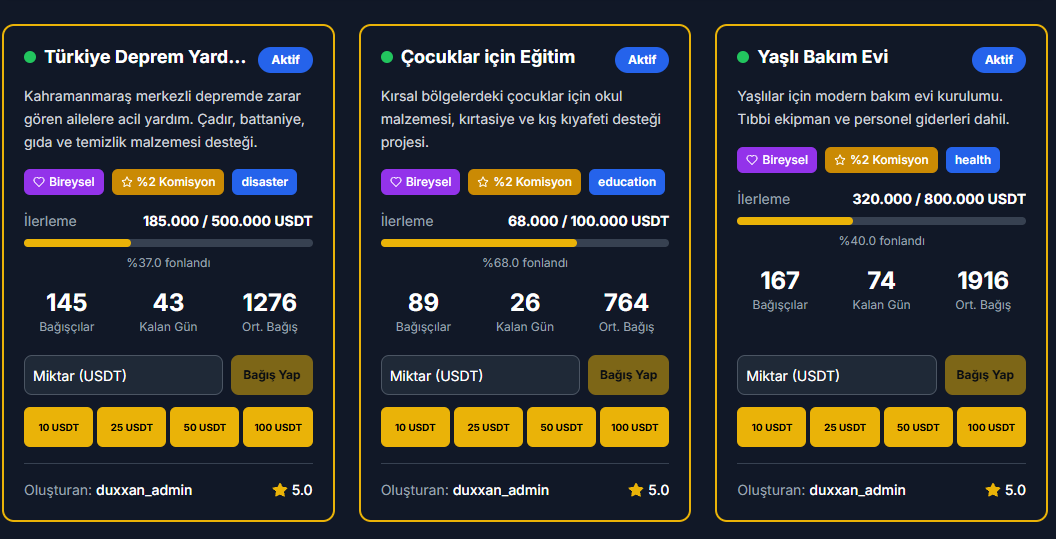 Türkiye Deprem Yard...
Aktif
Kahramanmaraş merkezli depremde zarar
gören ailelere acil yardım. Çadır, battaniye,
gıda ve temizlik malzemesi desteği.
Bireysel
%2 Komisyon
disaster
İlerleme
185.000 / 500.000 USDT
%37.0 fonlandı
145
43
1276
Bağışçılar
Kalan Gün
Ort. Bağış
Miktar (USDT)
Bağış Yap
10 USDT
25 USDT
50 USDT
100 USDT
Oluşturan: duxxan_admin
5.0
Çocuklar için Eğitim
Aktif
Kırsal bölgelerdeki çocuklar için okul
malzemesi, kırtasiye ve kış kıyafeti desteği
projesi.
Bireysel
%2 Komisyon
education
İlerleme
68.000 / 100.000 USDT
%68.0 fonlandı
89
26
764
Bağışçılar
Kalan Gün
Ort. Bağış
Miktar (USDT)
Bağış Yap
10 USDT
25 USDT
50 USDT
100 USDT
Oluşturan: duxxan_admin
5.0
Yaşlı Bakım Evi
Aktif
Yaşlılar için modern bakım evi kurulumu.
Tıbbi ekipman ve personel giderleri dahil.
Bireysel
%2 Komisyon
health
İlerleme
320.000 / 800.000 USDT
%40.0 fonlandı
167
74
1916
Bağışçılar
Kalan Gün
Ort. Bağış
Miktar (USDT)
Bağış Yap
10 USDT
25 USDT
50 USDT
100 USDT
Oluşturan: duxxan_admin
5.0